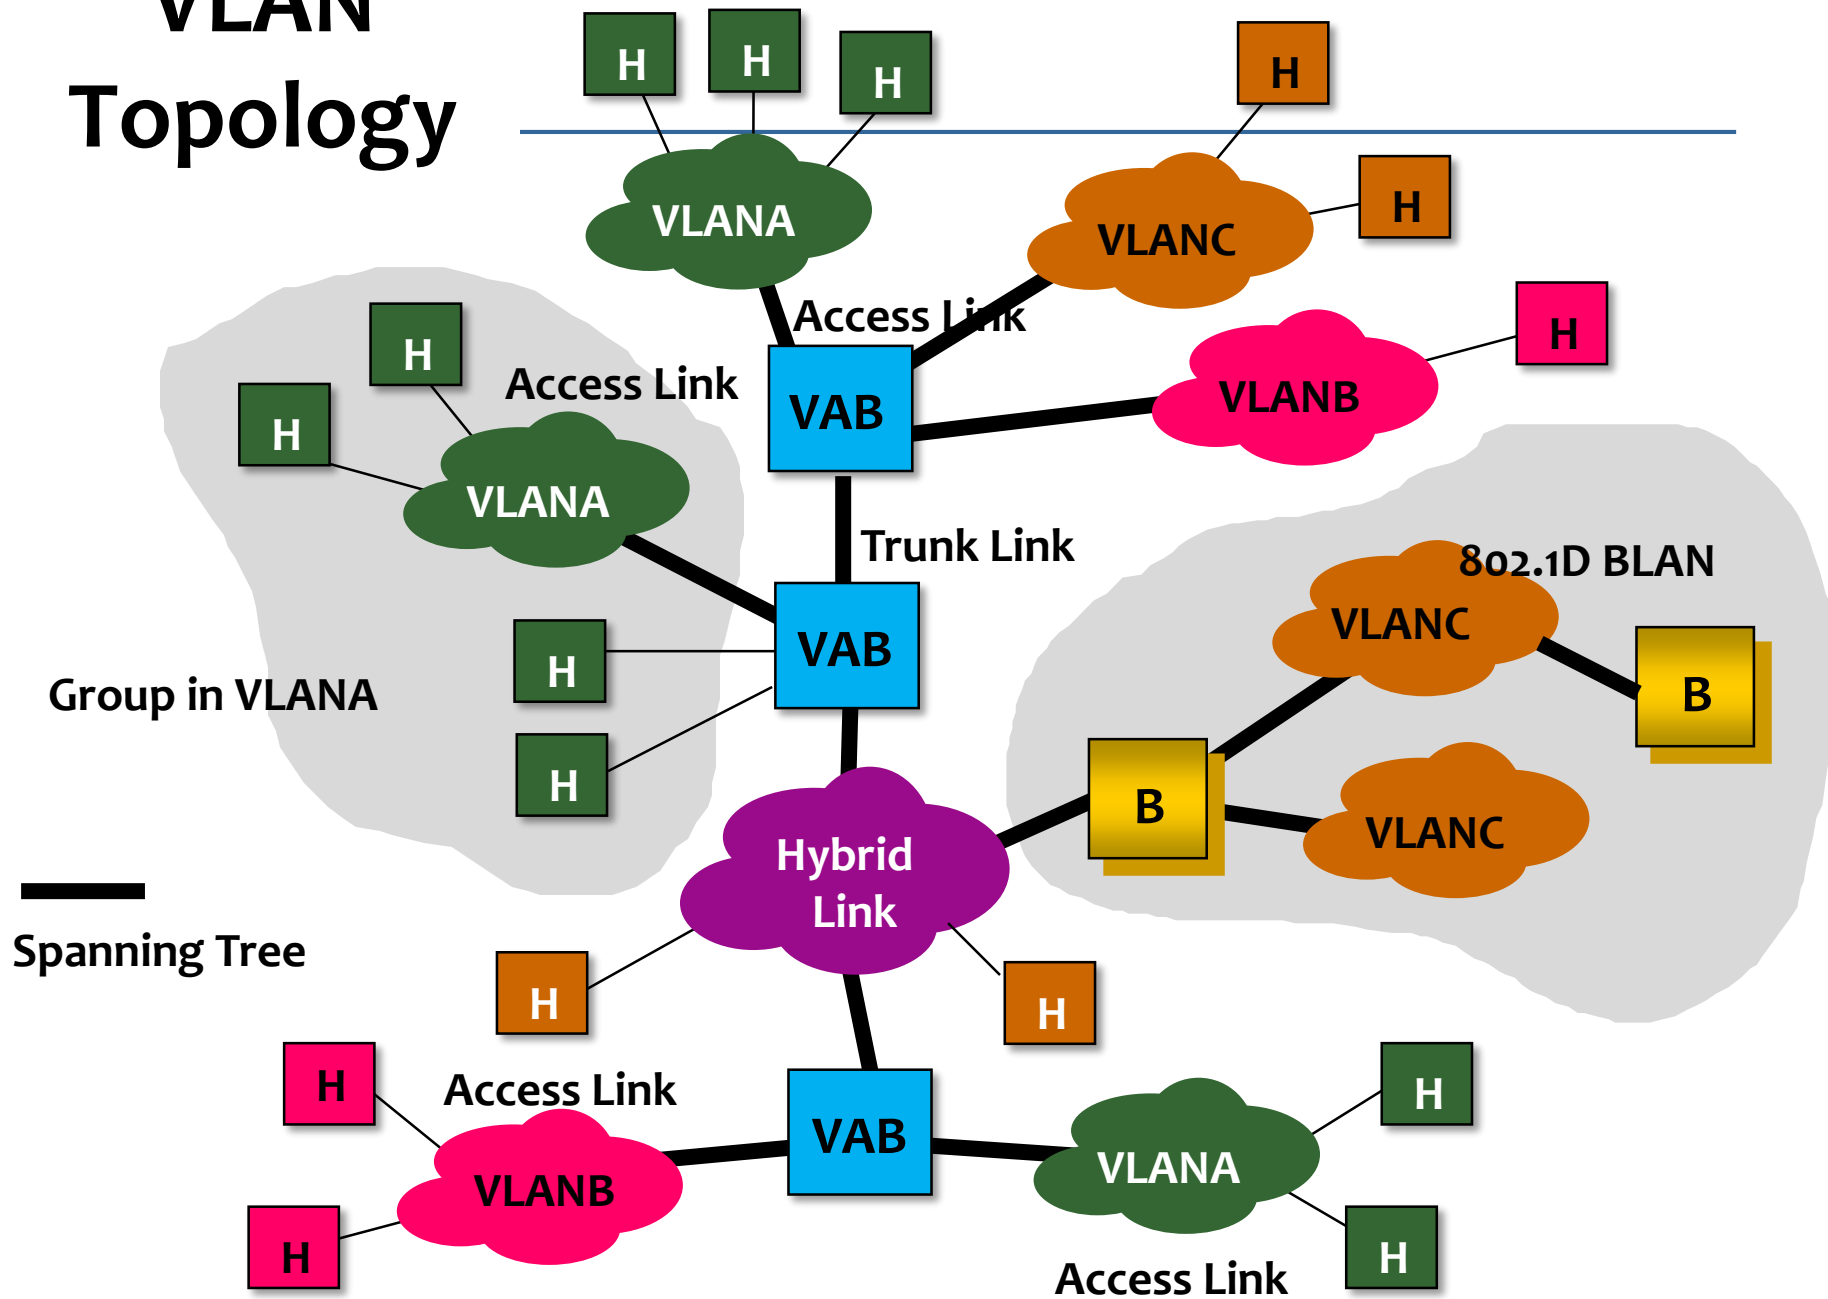 VLAN
Topology
H
H
H
H
H
VLANA
VLANC
Access Link
H
H
VLANB
Access Link
VAB
H
H
VLANA
Trunk Link
802.1D BLAN
VLANC
VAB
H
B
Group in VLANA
H
B
VLANC
Hybrid
Link
Spanning Tree
H
H
H
Access Link
VAB
H
VLANB
VLANA
H
H
Access Link